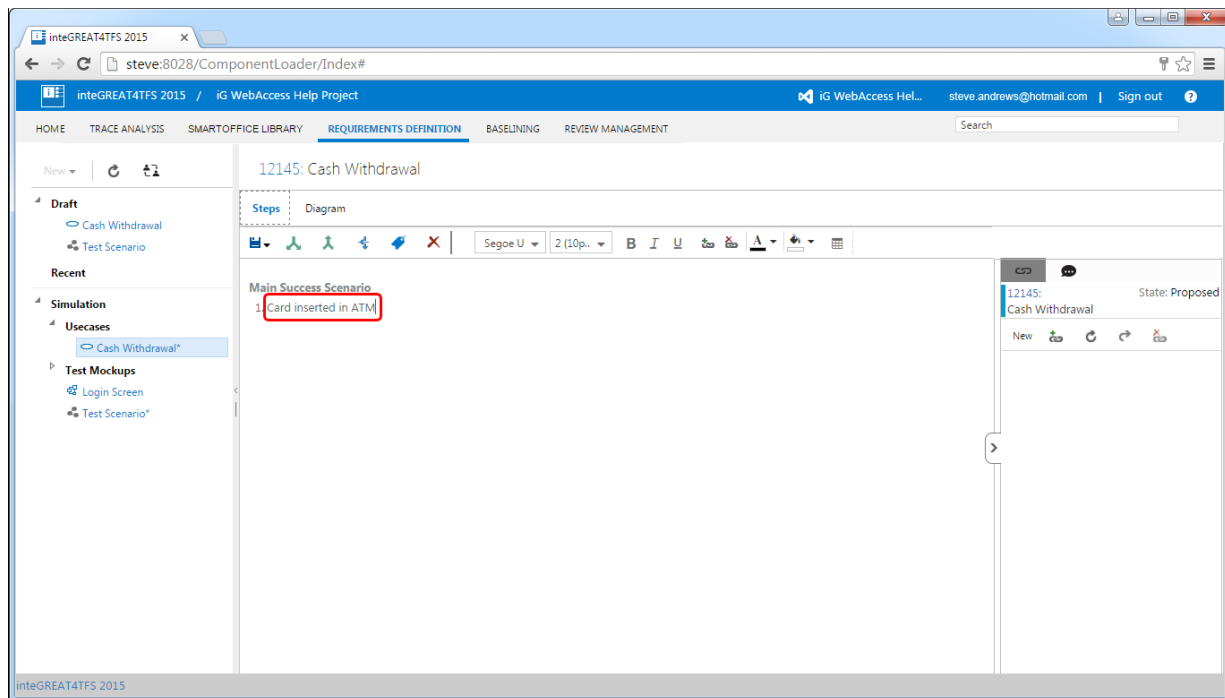 inteGREAT4TFS 2015
steve:8028/ComponentLoader/Index#
inteGREAT4TFS 2015 / iG WebAccess Help Project
iG WebAccess Hel... steve.andrews@hotmail.com | Sign out ?
HOME TRACE ANALYSIS SMARTOFFICE LIBRARY REQUIREMENTS DEFINITION BASELINING REVIEW MANAGEMENT
Search
New
12145: Cash Withdrawal
Draft
Cash Withdrawal
Test Scenario
Recent
Simulation
Usecases
Cash Withdrawal*
Test Mockups
Login Screen
Test Scenario*
Steps Diagram
Segoe U 2 (10p.. B I U A
Main Success Scenario
1. Card inserted in ATM
12145: State: Proposed
Cash Withdrawal
New
inteGREAT4TFS 2015